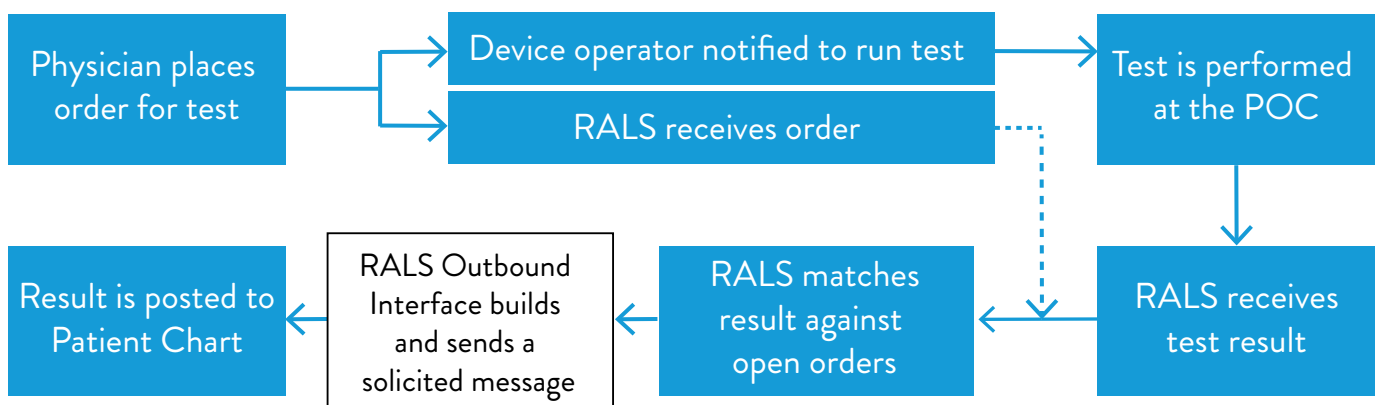 Physician places
order for test
Device operator notified to run test
RALS receives order
Test is performed
at the POC
Result is posted to
Patient Chart
RALS Outbound
Interface builds
and sends a
solicited message
RALS matches
result against
open orders
RALS receives
test result